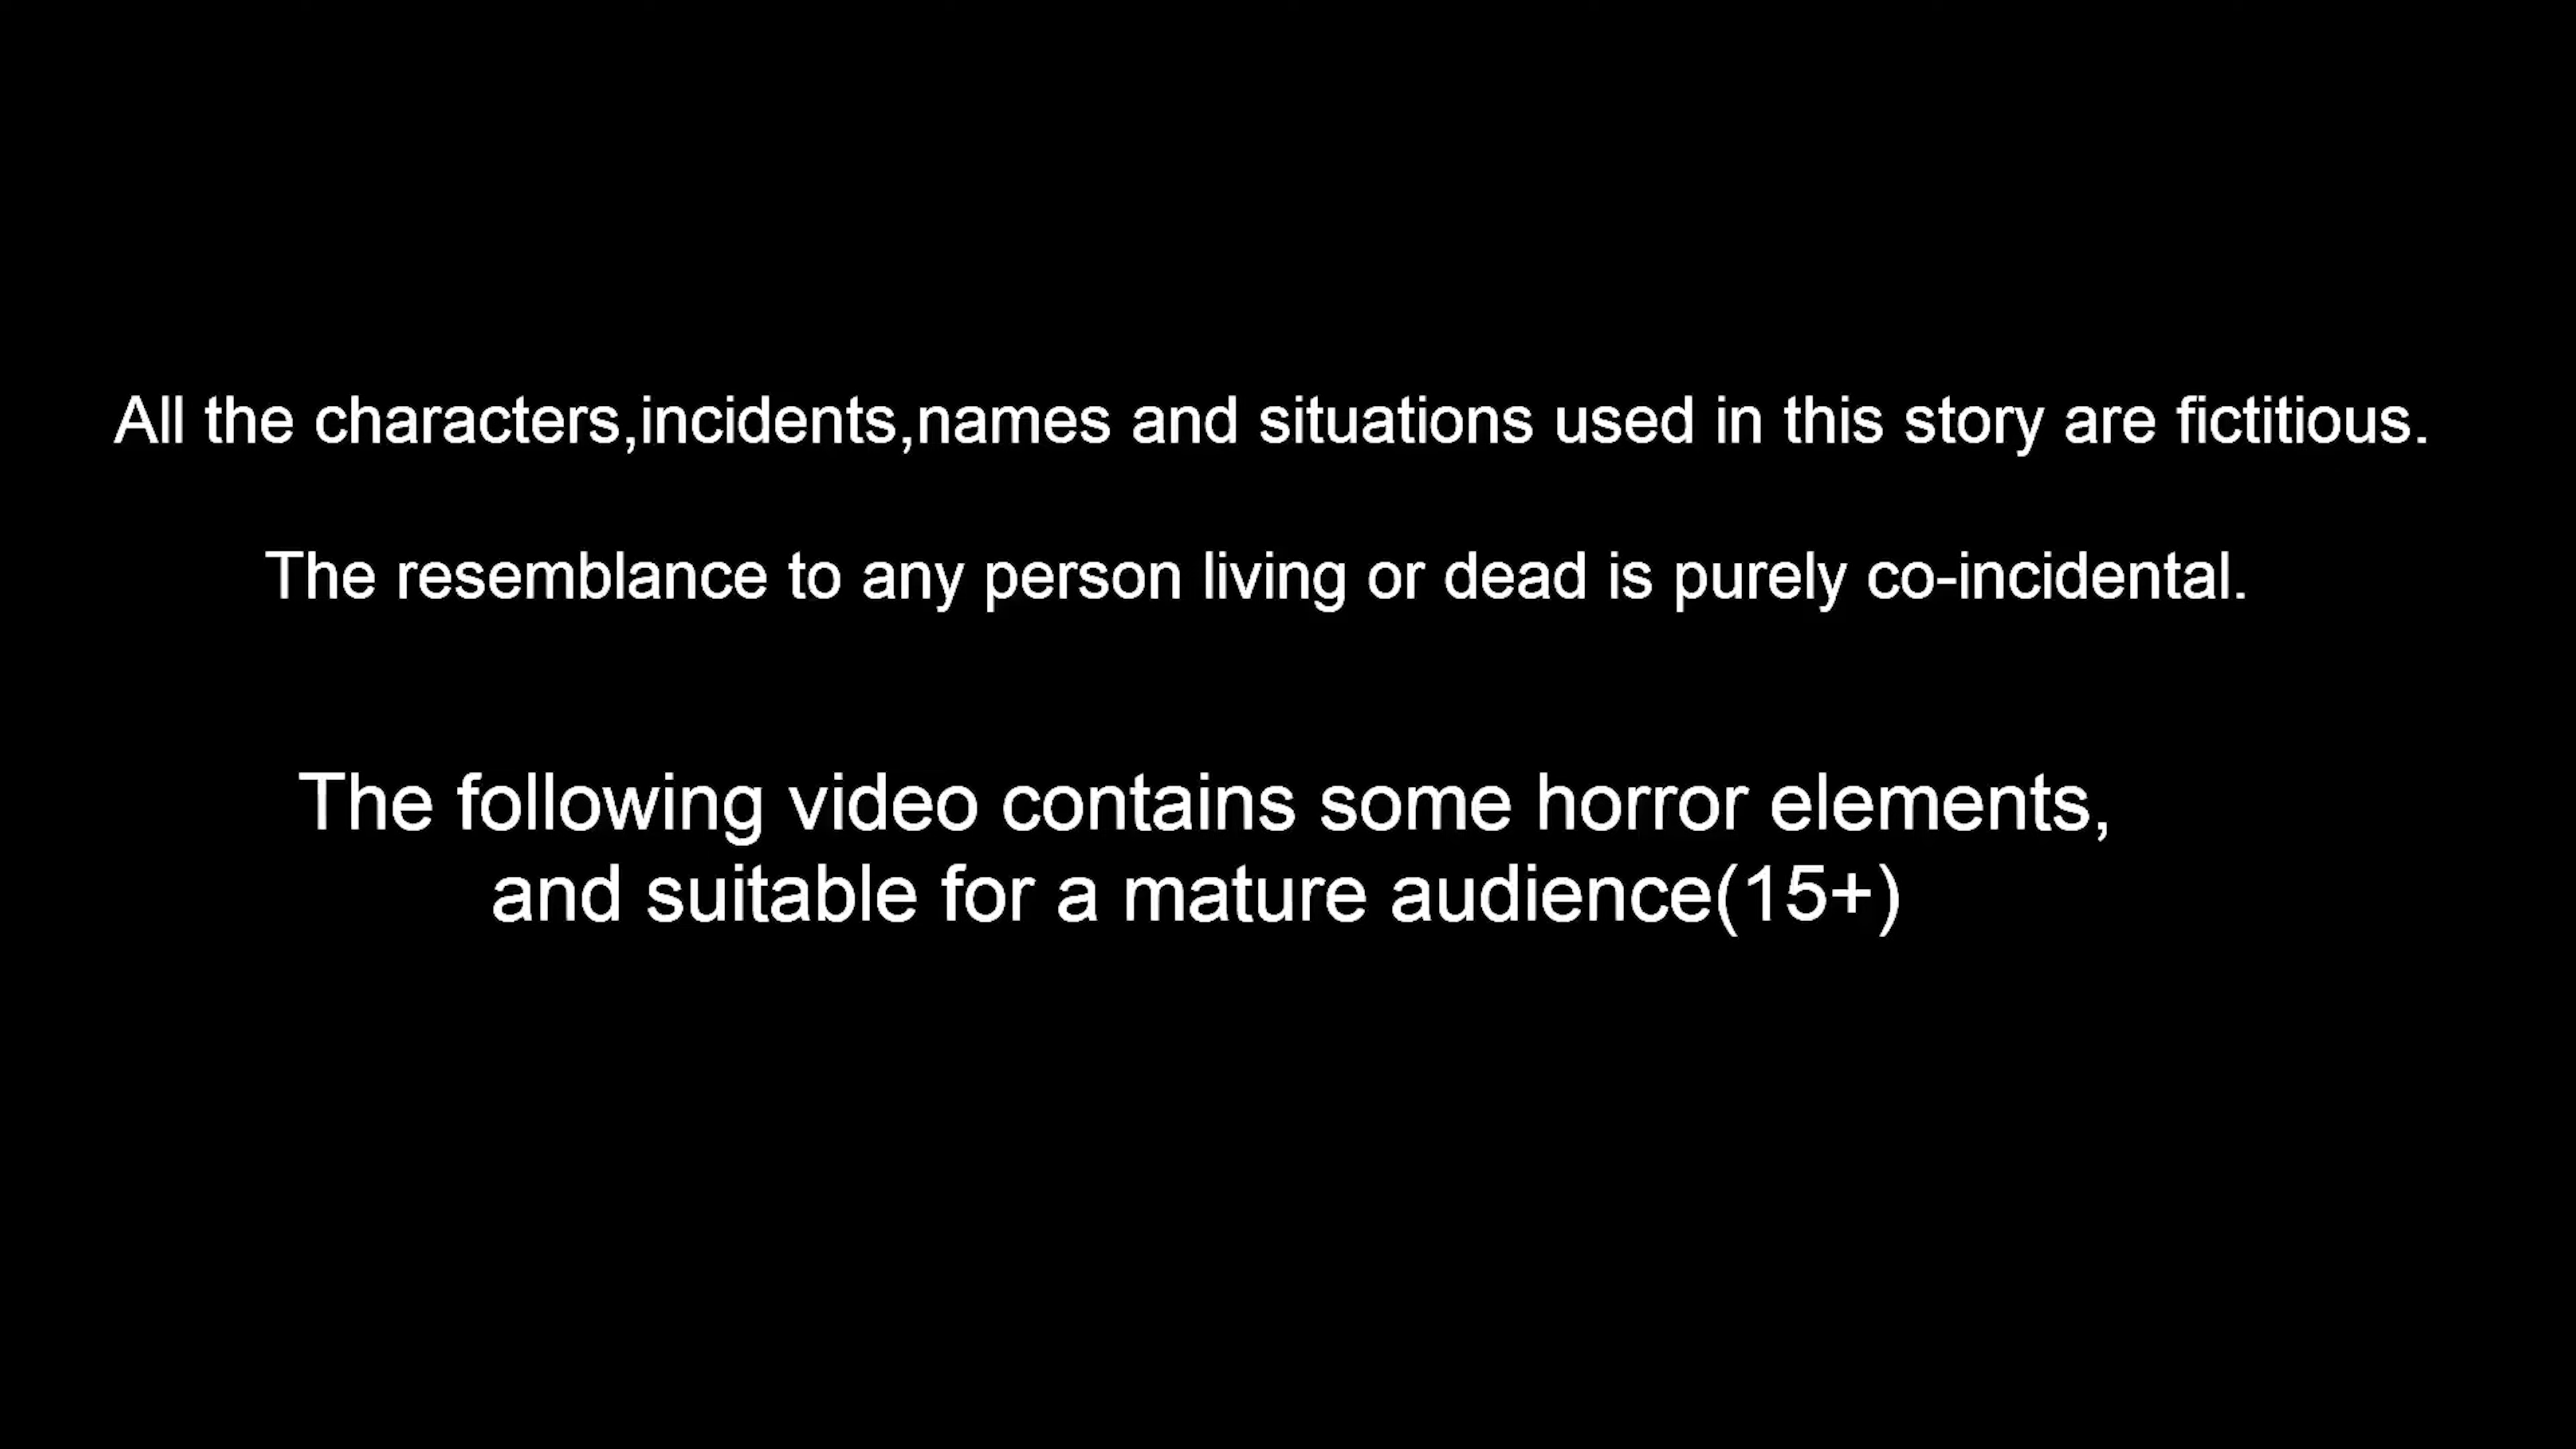 All the characters,incidents,names and situations used in this story are fictitious.
The resemblance to any person living or dead is purely co-incidental.
The following video contains some horror elements,
and suitable for a mature audience(15+)